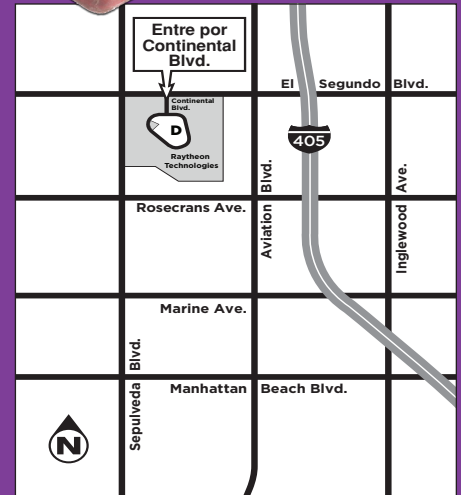 Entre por
Continental
Blvd.
El Segundo Blvd.
Continental
Blvd.
D
Raytheon
Technologies
405
Aviation Blvd.
Inglewood Ave.
Rosecrans Ave.
Marine Ave.
Sepulveda Blvd.
Manhattan Beach Blvd.
N